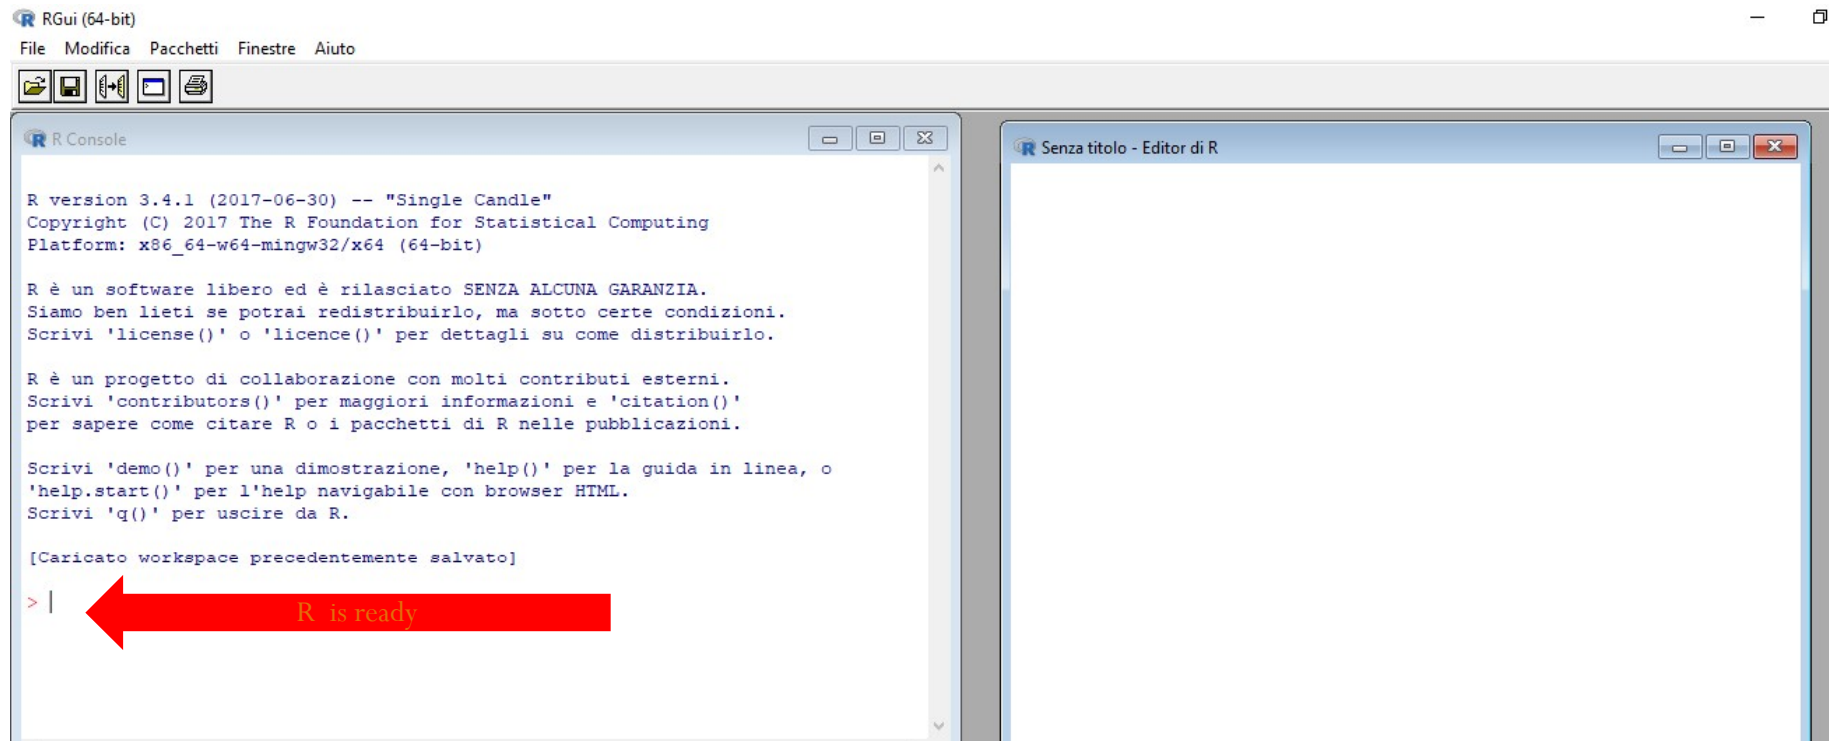 RGui (64-bit)
File Modifica Pacchetti Finestre Aiuto
R Console
R version 3.4.1 (2017-06-30) -- "Single Candle"
Copyright (C) 2017 The R Foundation for Statistical Computing
Platform: x86_64-w64-mingw32/x64 (64-bit)
R è un software libero ed è rilasciato SENZA ALCUNA GARANZIA.
Siamo ben lieti se potrai redistribuirlo, ma sotto certe condizioni.
Scrivi 'license()' o 'licence()' per dettagli su come distribuirlo.
R è un progetto di collaborazione con molti contributi esterni.
Scrivi 'contributors()' per maggiori informazioni e 'citation()'
per sapere come citare R o i pacchetti di R nelle pubblicazioni.
Scrivi 'demo()' per una dimostrazione, 'help()' per la guida in linea, o
'help.start()' per l'help navigabile con browser HTML.
Scrivi 'q()' per uscire da R.
[Caricato workspace precedentemente salvato]
>
R is ready
Senza titolo - Editor di R